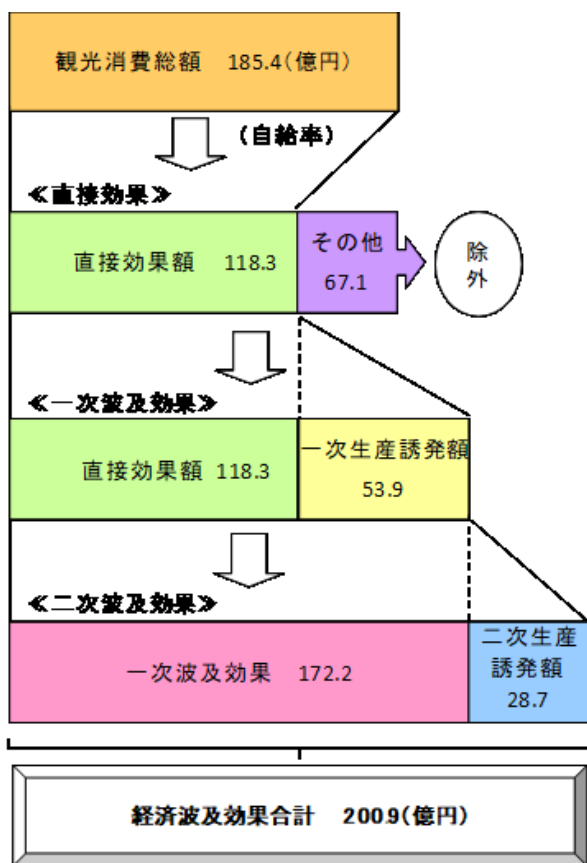 観光消費総額 185.4(億円)
(自給率)
≪直接効果≫
直接効果額 118.3
その他
67.1
除
外
≪一次波及効果≫
直接効果額 118.3
一次生産誘発額
53.9
≪二次波及効果≫
一次波及効果 172.2
二次生産
誘発額
28.7
経済波及効果合計 200.9(億円)